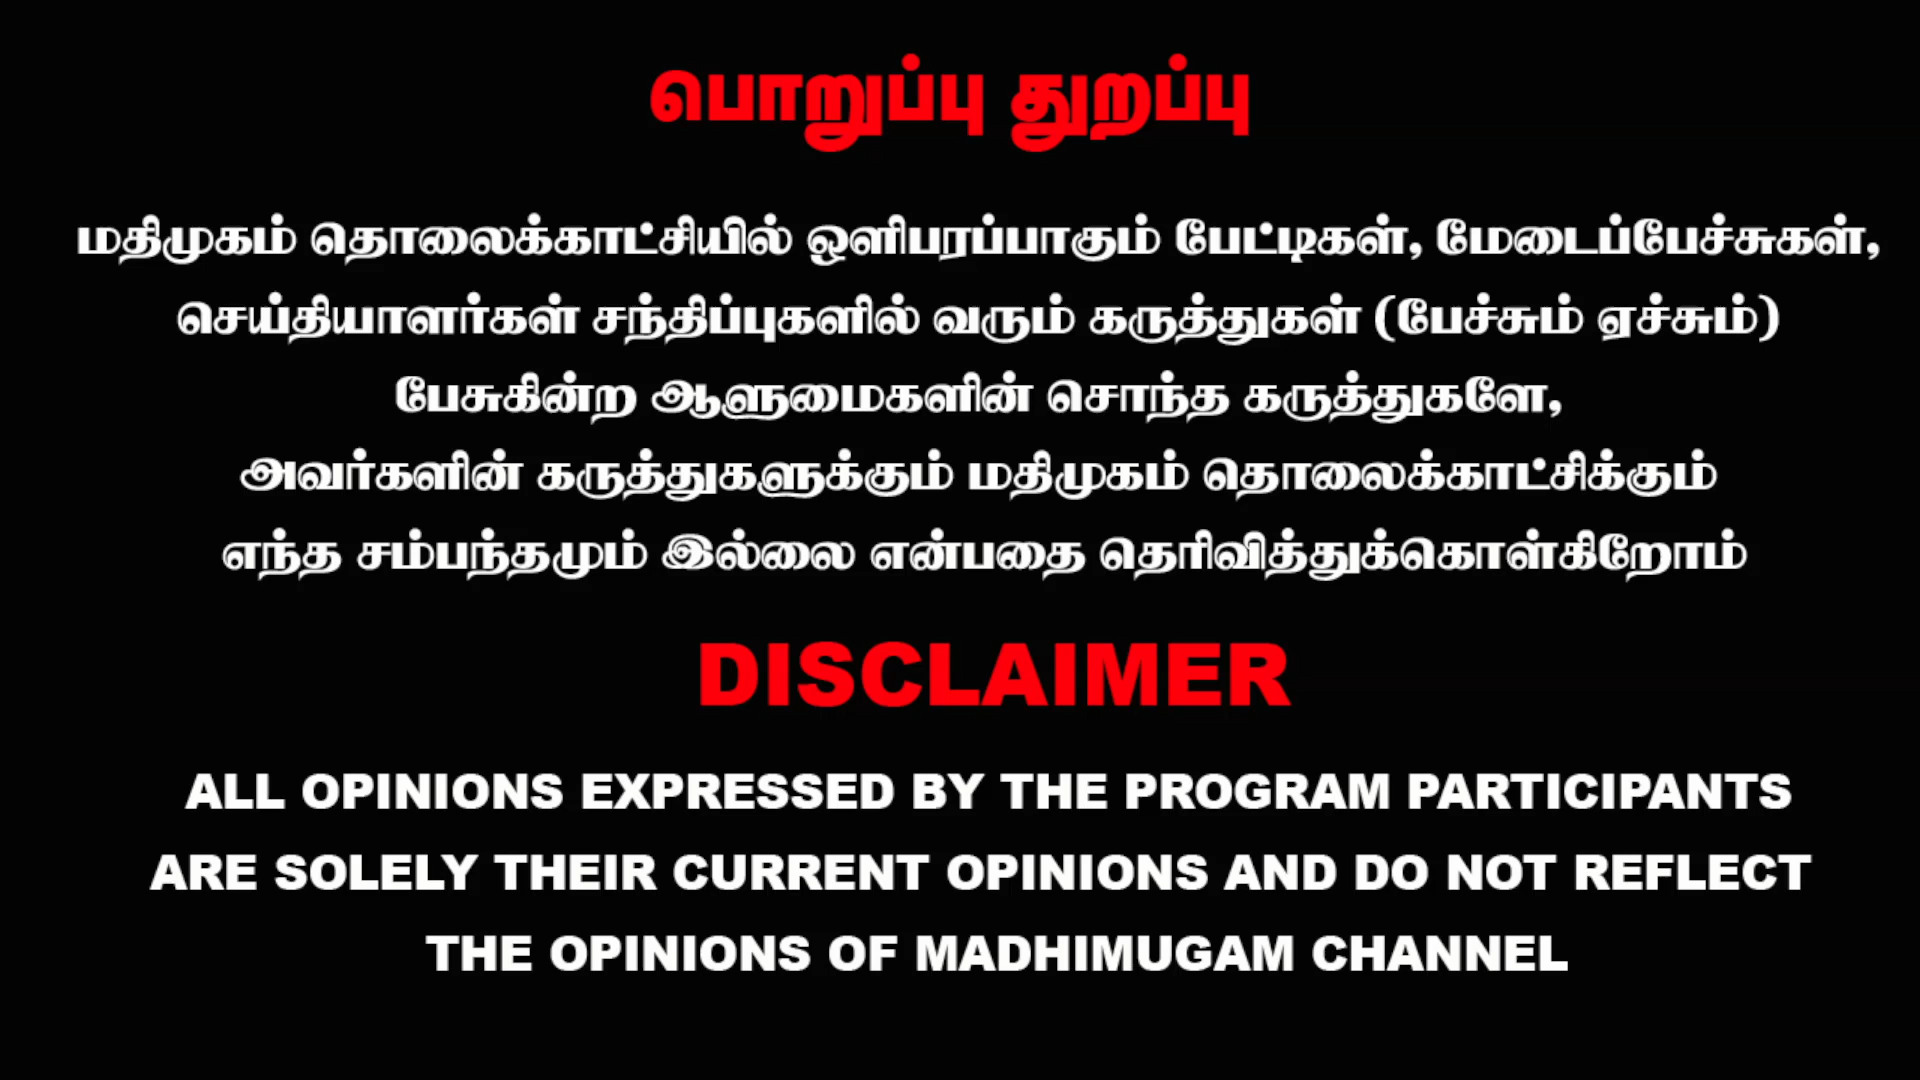 பொறுப்பு துறப்பு
மதிமுகம் தொலைக்காட்சியில் ஒளிபரப்பாகும் பேட்டிகள், மேடைப்பேச்சுகள்,
செய்தியாளர்கள் சந்திப்புகளில் வரும் கருத்துகள் (பேச்சும் ஏச்சும்)
பேசுகின்ற ஆளுமைகளின் சொந்த கருத்துகளே,
அவர்களின் கருத்துகளுக்கும் மதிமுகம் தொலைக்காட்சிக்கும்
எந்த சம்பந்தமும் இல்லை என்பதை தெரிவித்துக்கொள்கிறோம்
DISCLAIMER
ALL OPINIONS EXPRESSED BY THE PROGRAM PARTICIPANTS
ARE SOLELY THEIR CURRENT OPINIONS AND DO NOT REFLECT
THE OPINIONS OF MADHIMUGAM CHANNEL